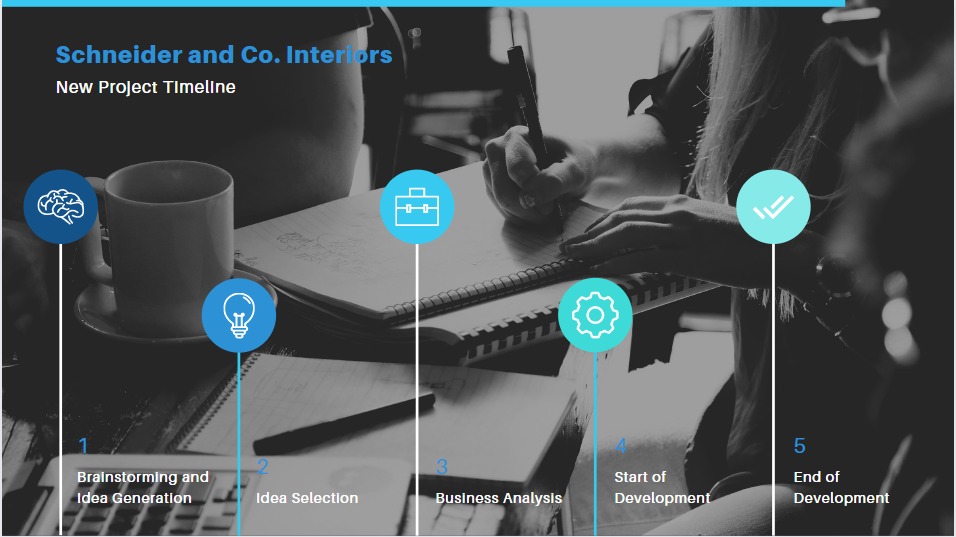 Schneider and Co. Interiors
New Project Timeline
1
Brainstorming and
Idea Generation
2
Idea Selection
3
Business Analysis
4
Start of
Development
5
End of
Development